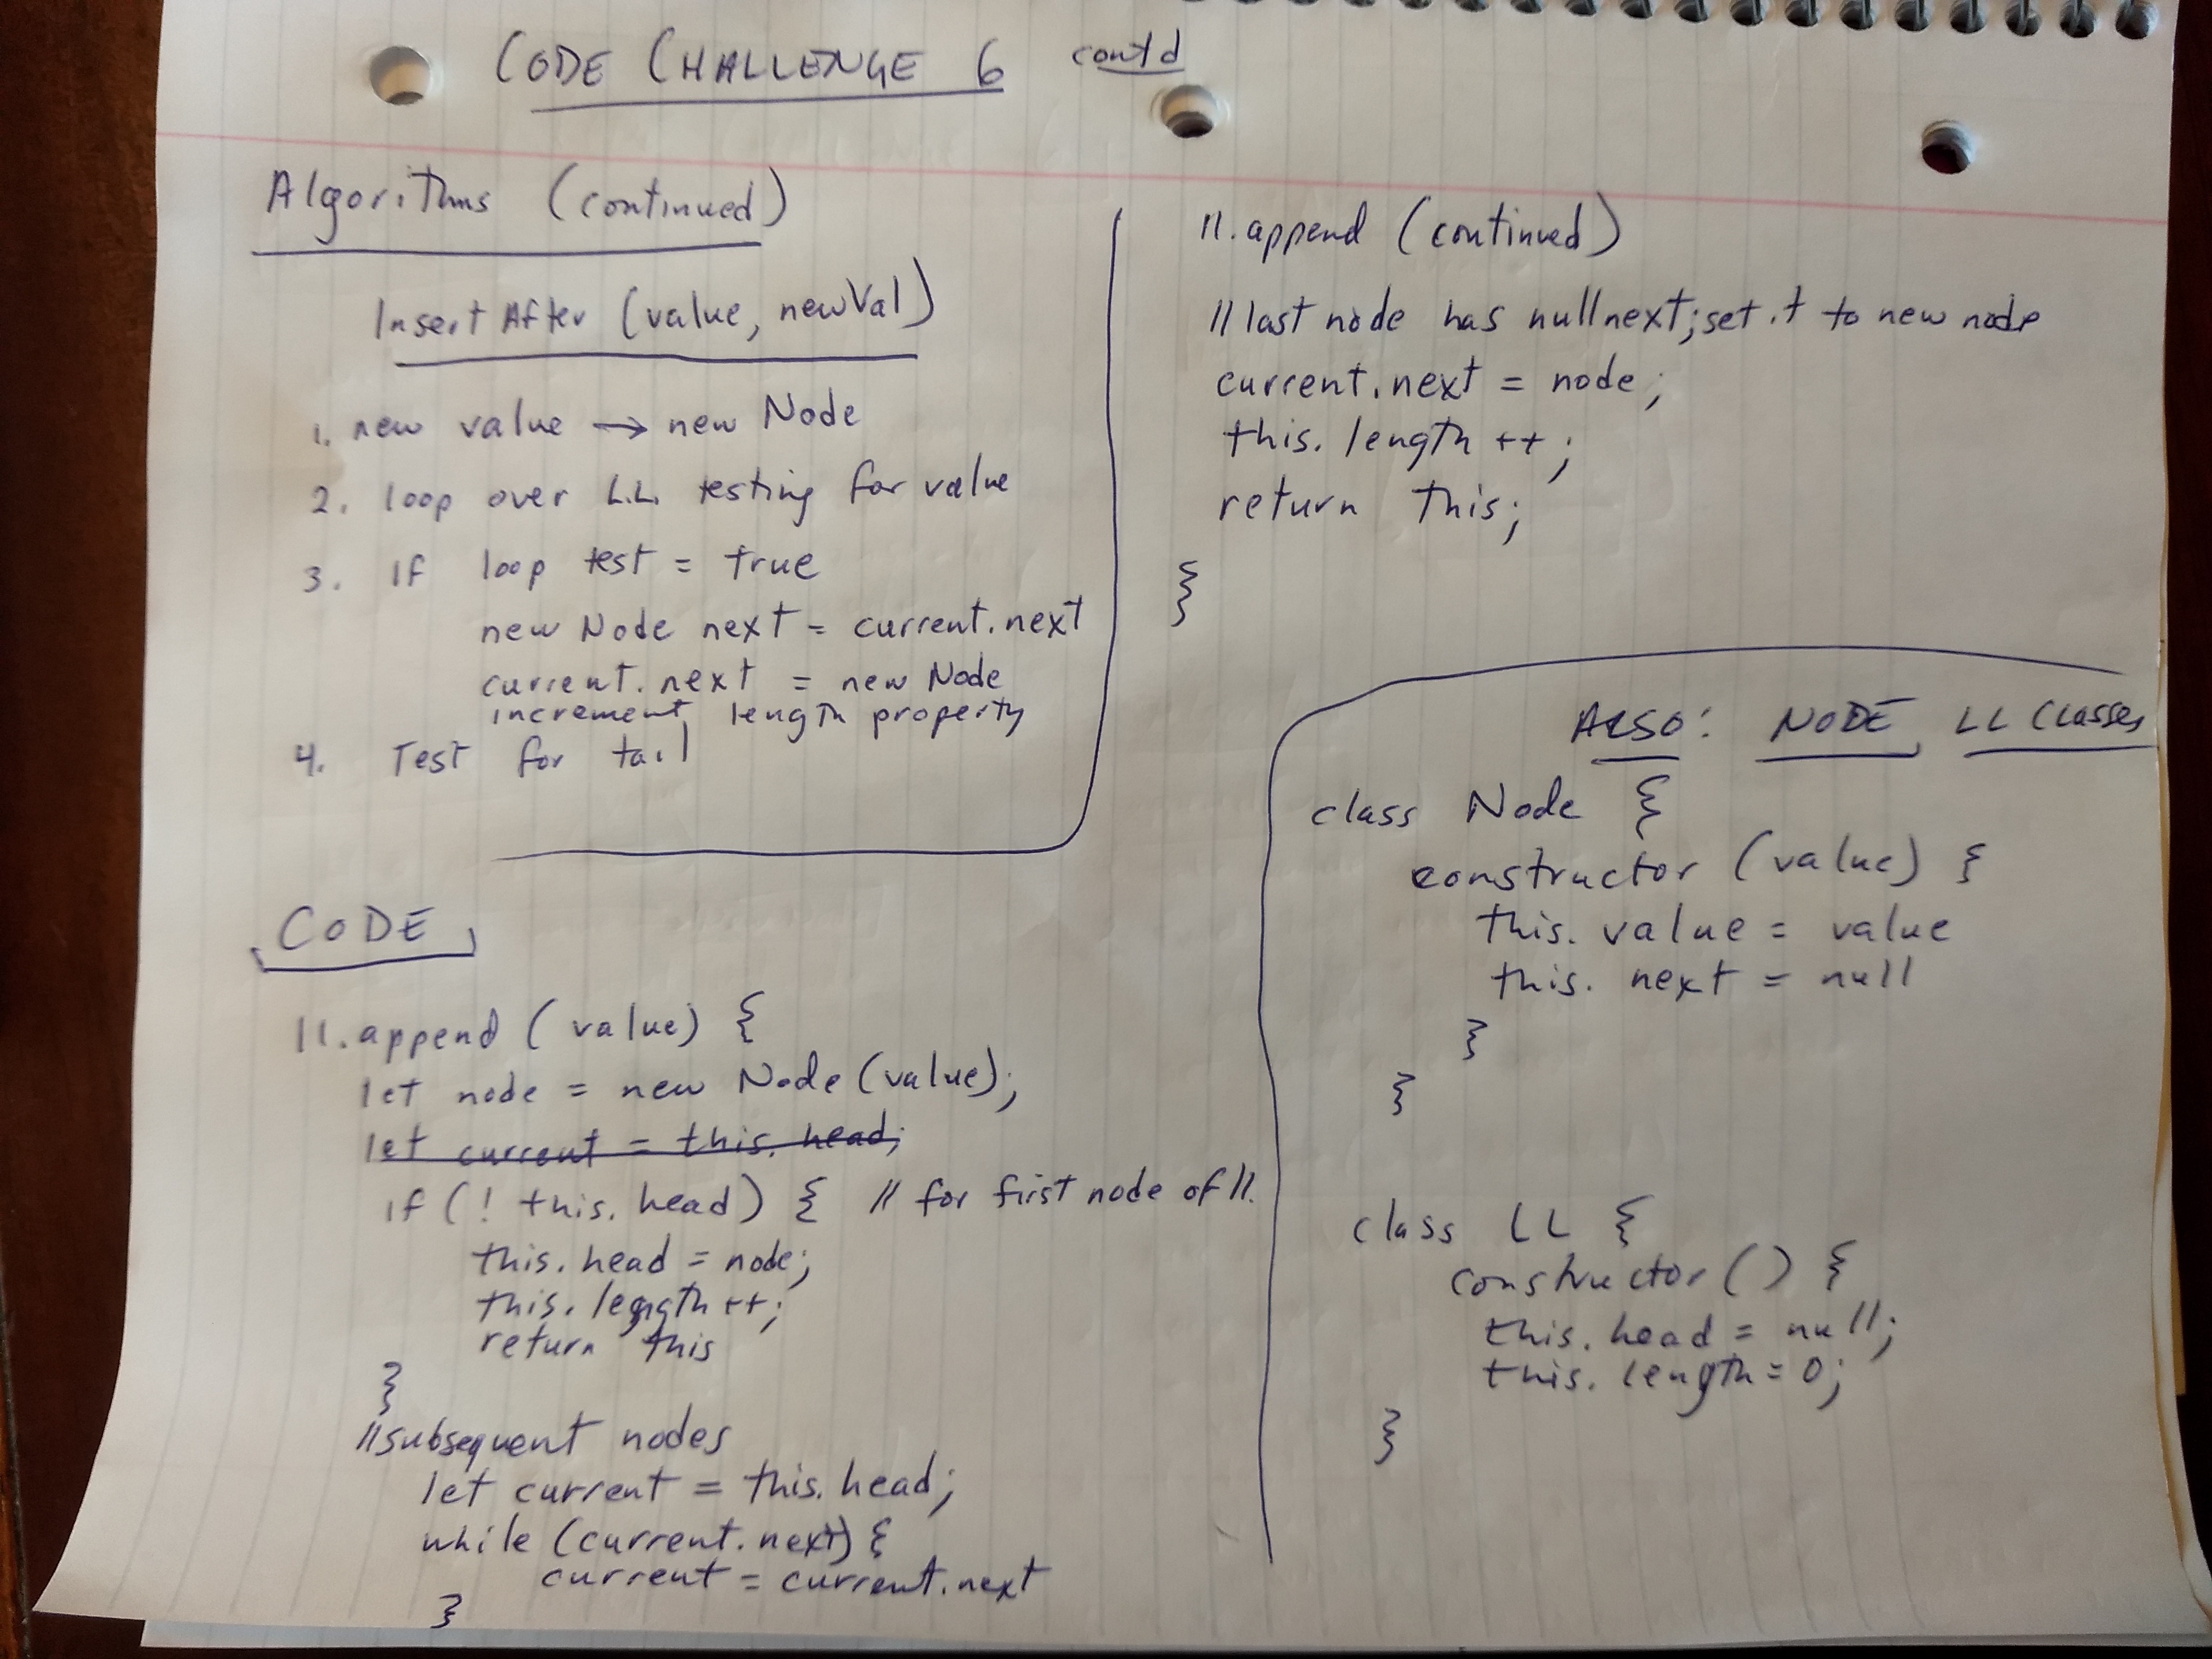 CODE CHALLENGE 6 contd
Algorithms (continued)
Insert After (value, newVal)
1. new value → new Node
2. loop over L.L. testing for value
3. If loop test = true
new Node next = current.next
current.next = new Node
increment length property
4. Test for tail
CODE
ll.append (value) {
let node = new Node (value);
let current = this.head;
if (! this.head) { // for first node of ll.
this.head = node;
this.length ++;
return this
}
//subsequent nodes
let current = this.head;
while (current.next) {
current = current.next
}
ll.append (continued)
// last node has null next; set it to new node
current.next = node;
this.length ++;
return this;
}
ALSO: NODE, LL Classes
class Node {
constructor (value) {
this.value = value
this.next = null
}
}
class LL {
constructor () {
this.head = null;
this.length = 0;
}